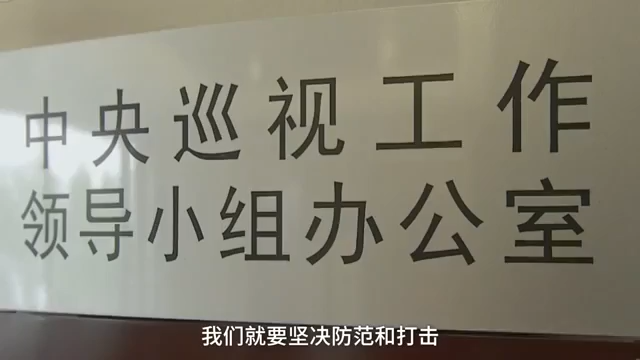 中央巡视工作
领导小组办公室
我们就要坚决防范和打击